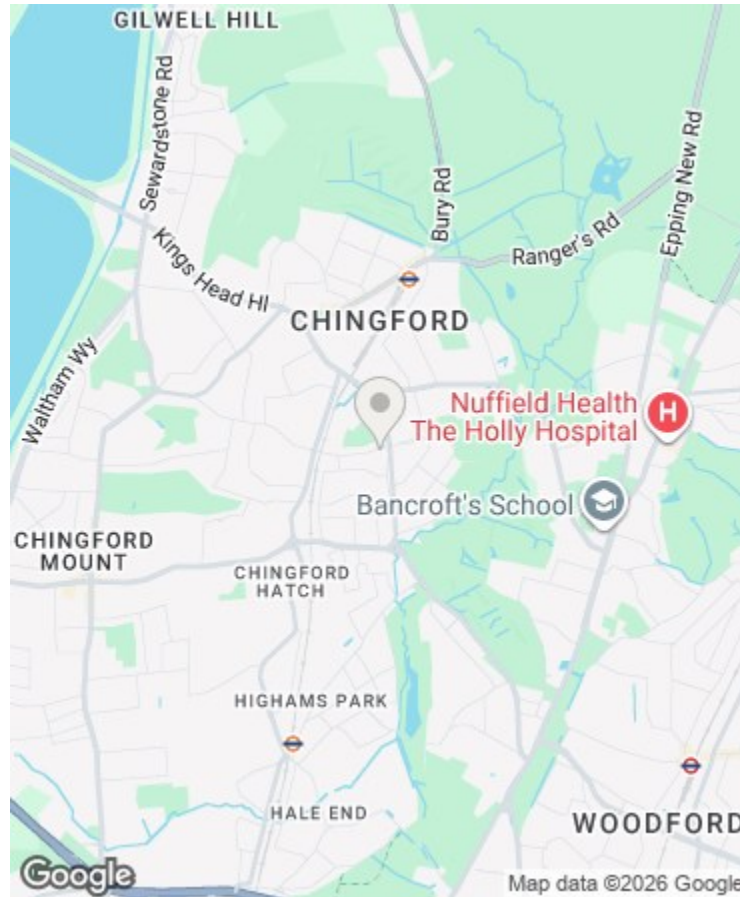 GILWELL HILL
Sewardstone Rd
Bury Rd
Epping New Rd
Ranger's Rd
Kings Head Hl
CHINGFORD
Waltham Wy
Nuffield Health
The Holly Hospital
H
Bancroft's School
CHINGFORD
MOUNT
CHINGFORD
HATCH
HIGHAMS PARK
HALE END
WOODFORD
Google
Map data ©2026 Google